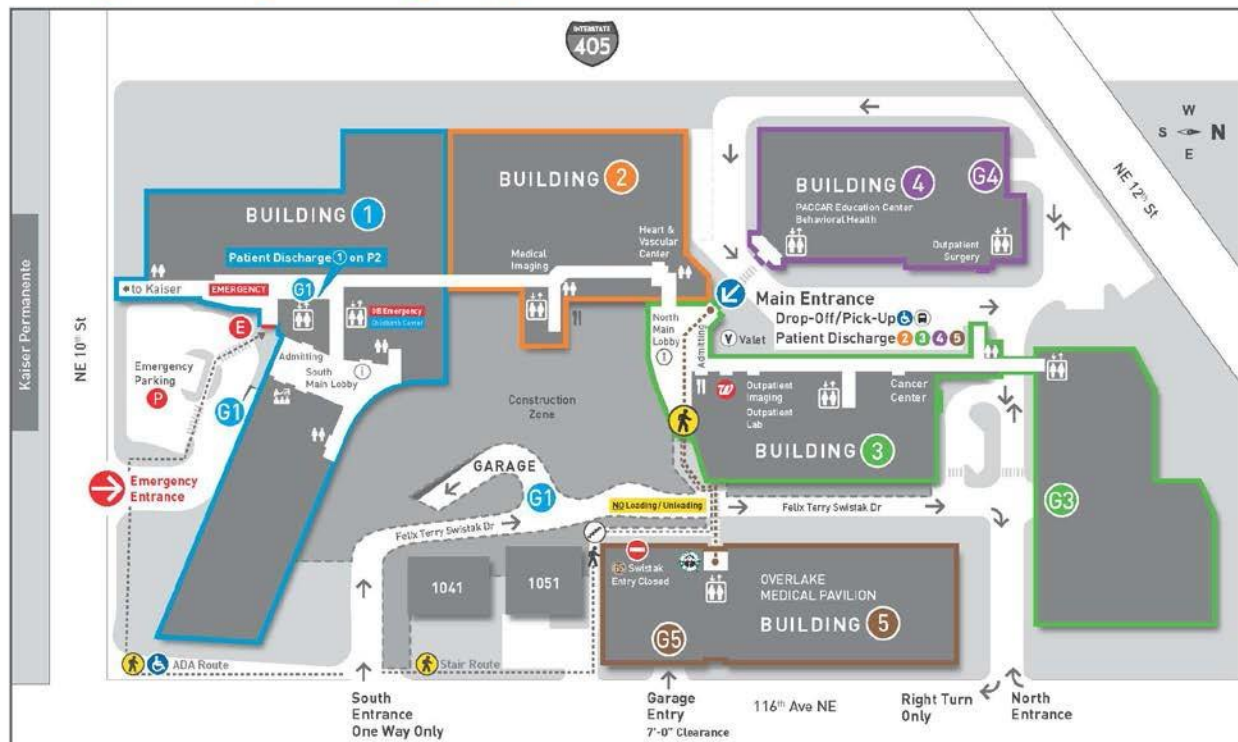 INTERSTATE
405
W
S N
E
NE 10th St
Kaiser Permanente
NE 12th St
BUILDING 1
BUILDING 2
BUILDING 4
G4
PACCAR Education Center
Behavioral Health
Outpatient
Surgery
Heart &
Vascular
Center
Medical
Imaging
Patient Discharge 1 on P2
to Kaiser
EMERGENCY
G1
OB Emergency
Childbirth Center
E
Main Entrance
Drop-Off/Pick-Up
V Valet
Patient Discharge 2 3 4 5
North
Main
Lobby
i
Admitting
Admitting
South
Main Lobby
i
Emergency
Parking
P
G1
Construction
Zone
Outpatient
Imaging
Outpatient
Lab
Cancer
Center
BUILDING 3
G3
Emergency
Entrance
GARAGE
G1
NO Loading / Unloading
Felix Terry Swistak Dr
Felix Terry Swistak Dr
1041
1051
G5 Swistak
Entry Closed
OVERLAKE
MEDICAL PAVILION
BUILDING 5
G5
ADA Route
Stair Route
South
Entrance
One Way Only
Garage
Entry
7'-0" Clearance
116th Ave NE
Right Turn
Only
North
Entrance